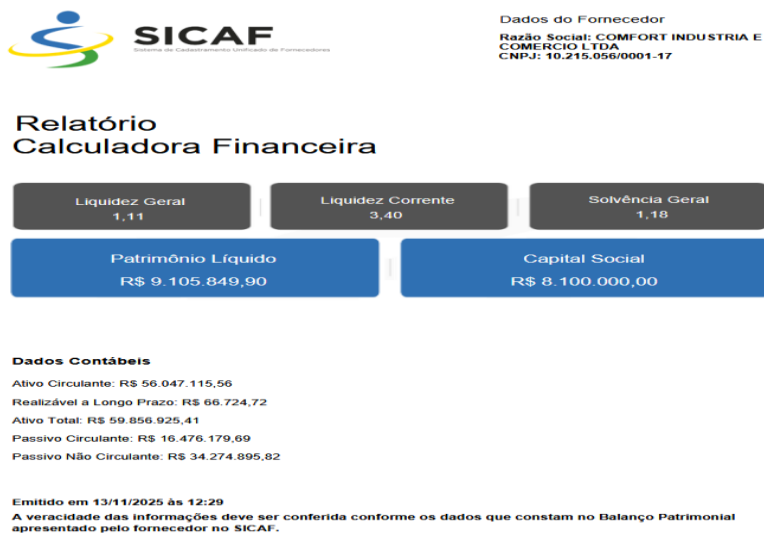 SICAF
Sistema de Cadastramento Unificado de Fornecedores
Dados do Fornecedor
Razão Social: COMFORT INDUSTRIA E
COMERCIO LTDA
CNPJ: 10.215.056/0001-17
Relatório
Calculadora Financeira
Liquidez Geral
1,11
Liquidez Corrente
3,40
Solvência Geral
1,18
Patrimônio Líquido
R$ 9.105.849,90
Capital Social
R$ 8.100.000,00
Dados Contábeis
Ativo Circulante: R$ 56.047.115,56
Realizável a Longo Prazo: R$ 66.724,72
Ativo Total: R$ 59.856.925,41
Passivo Circulante: R$ 16.476.179,69
Passivo Não Circulante: R$ 34.274.895,82
Emitido em 13/11/2025 às 12:29
A veracidade das informações deve ser conferida conforme os dados que constam no Balanço Patrimonial
apresentado pelo fornecedor no SICAF.